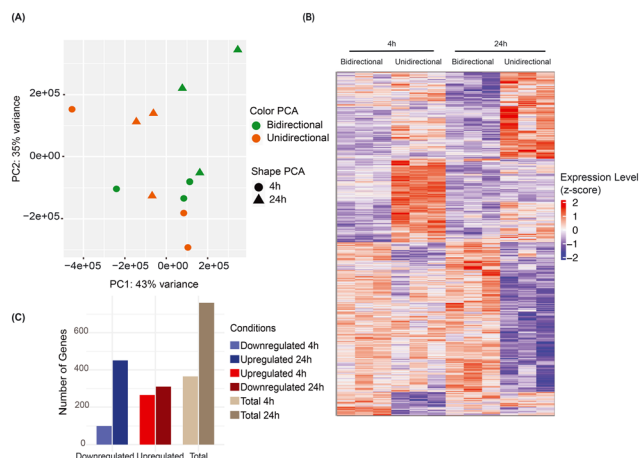 (A)
2e+05
0e+00
−2e+05
PC2: 35% variance
−4e+05 −2e+05 0e+00 2e+05
PC1: 43% variance
Color PCA
Bidirectional
Unidirectional
Shape PCA
4h
24h
(B)
4h 24h
Bidirectional Unidirectional Bidirectional Unidirectional
Expression Level
(z-score)
2
1
0
−1
−2
(C)
Number of Genes
600
400
200
0
Downregulated Upregulated Total
Conditions
Downregulated 4h
Upregulated 24h
Upregulated 4h
Downregulated 24h
Total 4h
Total 24h